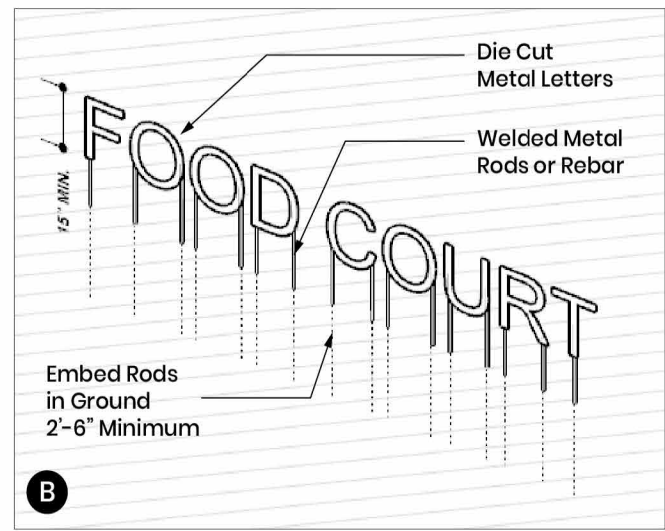 Die Cut
Metal Letters
15" MIN.
FOOD COURT
Welded Metal
Rods or Rebar
Embed Rods
in Ground
2'-6” Minimum
B